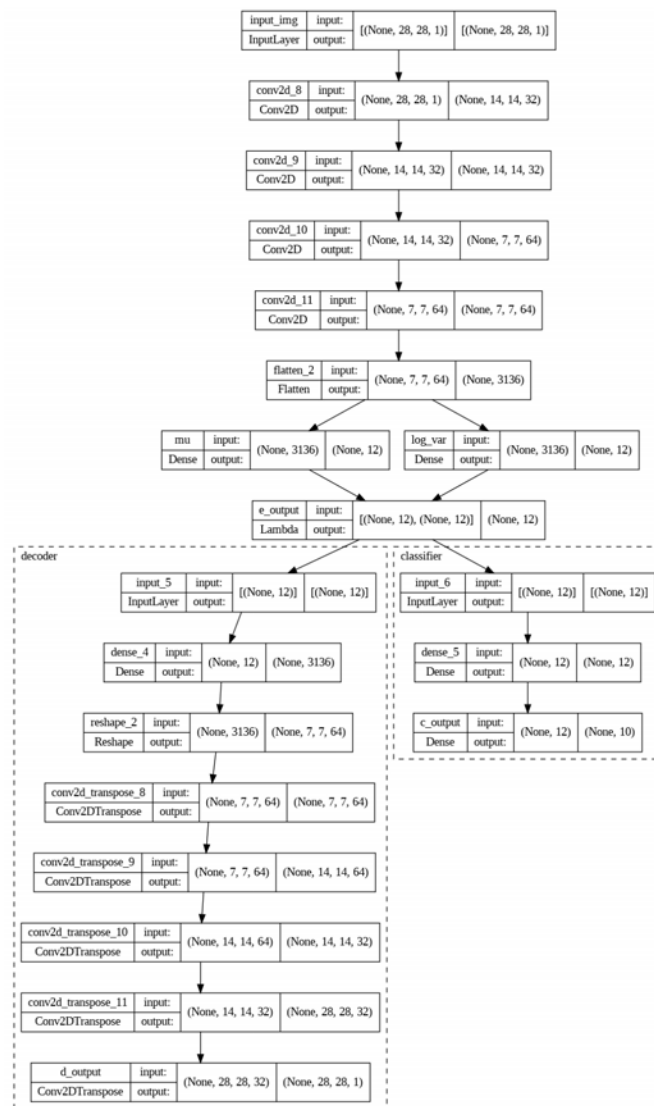 input_img input: [(None, 28, 28, 1)] [(None, 28, 28, 1)]
InputLayer output:
conv2d_8 input: (None, 28, 28, 1) (None, 14, 14, 32)
Conv2D output:
conv2d_9 input: (None, 14, 14, 32) (None, 14, 14, 32)
Conv2D output:
conv2d_10 input: (None, 14, 14, 32) (None, 7, 7, 64)
Conv2D output:
conv2d_11 input: (None, 7, 7, 64) (None, 7, 7, 64)
Conv2D output:
flatten_2 input: (None, 7, 7, 64) (None, 3136)
Flatten output:
mu input: (None, 3136) (None, 12)
Dense output:
log_var input: (None, 3136) (None, 12)
Dense output:
e_output input: [(None, 12), (None, 12)] (None, 12)
Lambda output:
decoder
input_5 input: [(None, 12)] [(None, 12)]
InputLayer output:
dense_4 input: (None, 12) (None, 3136)
Dense output:
reshape_2 input: (None, 3136) (None, 7, 7, 64)
Reshape output:
conv2d_transpose_8 input: (None, 7, 7, 64) (None, 7, 7, 64)
Conv2DTranspose output:
conv2d_transpose_9 input: (None, 7, 7, 64) (None, 14, 14, 64)
Conv2DTranspose output:
conv2d_transpose_10 input: (None, 14, 14, 64) (None, 14, 14, 32)
Conv2DTranspose output:
conv2d_transpose_11 input: (None, 14, 14, 32) (None, 28, 28, 32)
Conv2DTranspose output:
d_output input: (None, 28, 28, 32) (None, 28, 28, 1)
Conv2DTranspose output:
classifier
input_6 input: [(None, 12)] [(None, 12)]
InputLayer output:
dense_5 input: (None, 12) (None, 12)
Dense output:
c_output input: (None, 12) (None, 10)
Dense output: